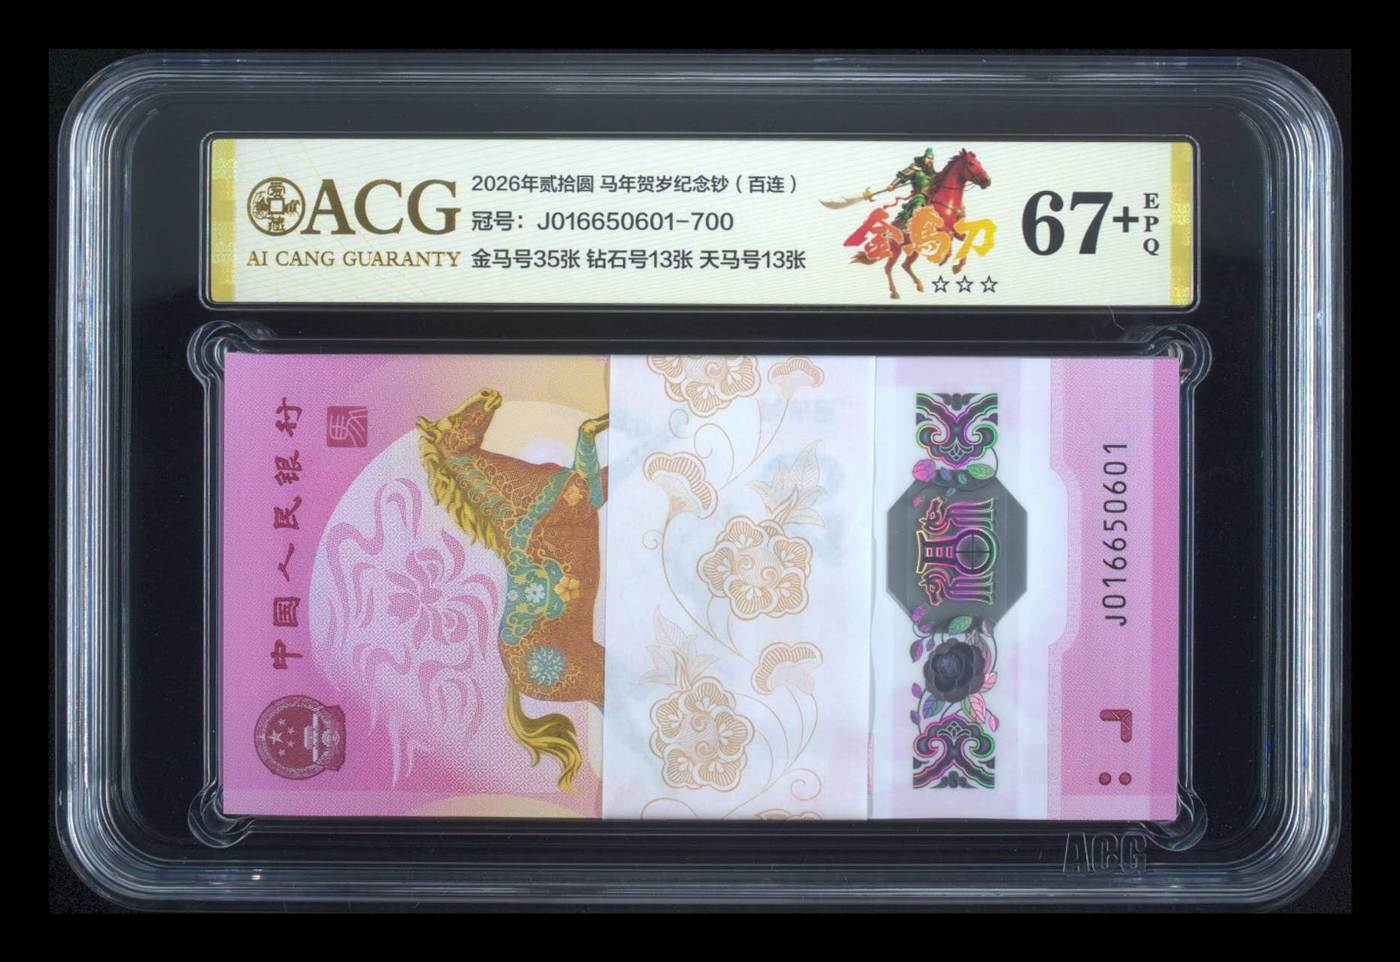 ACG
AI CANG GUARANTY
2026年贰拾圆 马年贺岁纪念钞（百连）
冠号：J016650601-700
金马号35张 钻石号13张 天马号13张
金马刀
☆☆☆
67+
EPQ
中国人民银行
J016650601
ACG